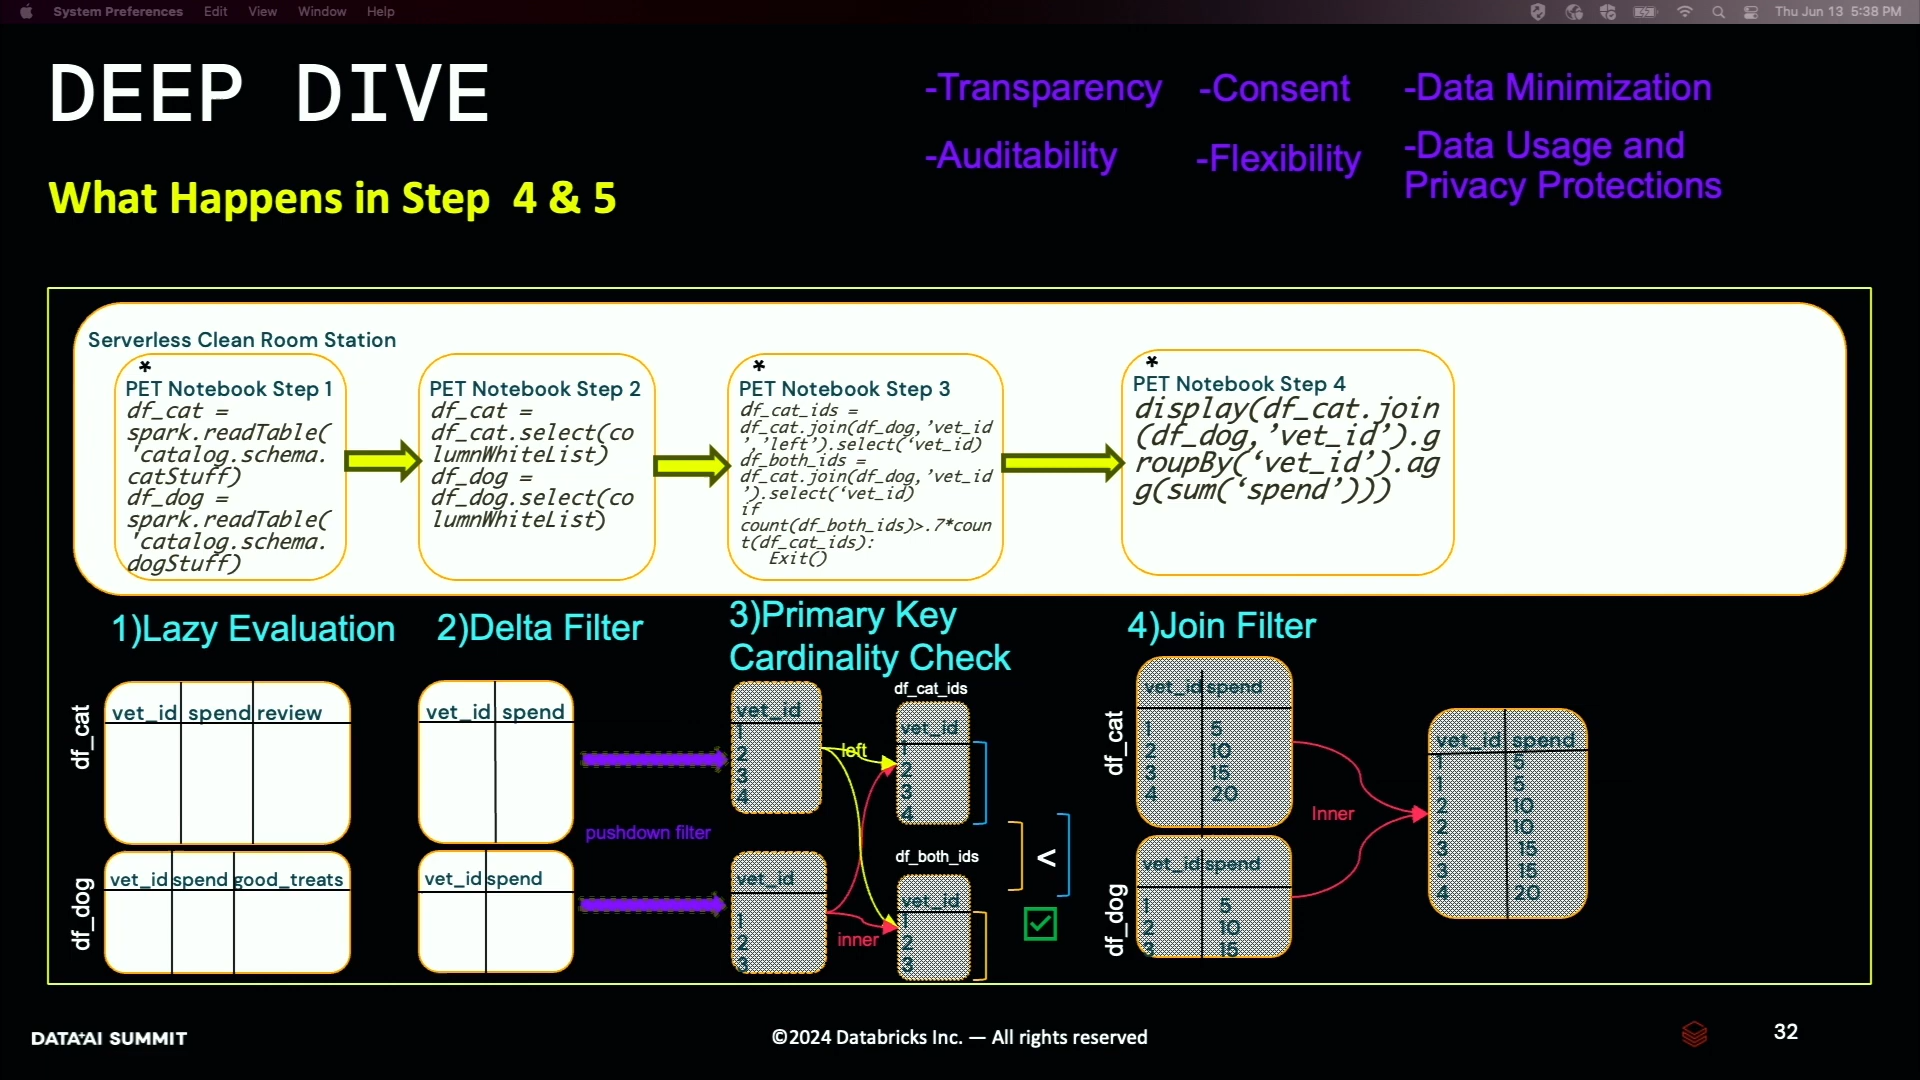 System Preferences Edit View Window Help
Thu Jun 13 5:38 PM
DEEP DIVE
What Happens in Step 4 & 5
-Transparency -Consent -Data Minimization
-Auditability -Flexibility -Data Usage and
Privacy Protections
Serverless Clean Room Station
*
PET Notebook Step 1
df_cat =
spark.readTable(
'catalog.schema.
catStuff)
df_dog =
spark.readTable(
'catalog.schema.
dogStuff)
PET Notebook Step 2
df_cat =
df_cat.select(co
lumnWhiteList)
df_dog =
df_dog.select(co
lumnWhiteList)
*
PET Notebook Step 3
df_cat_ids =
df_cat.join(df_dog,’vet_id
’,’left’).select(‘vet_id)
df_both_ids =
df_cat.join(df_dog,’vet_id
’).select(‘vet_id)
if
count(df_both_ids)>.7*coun
t(df_cat_ids):
Exit()
*
PET Notebook Step 4
display(df_cat.join
(df_dog,’vet_id’).g
roupBy(‘vet_id’).ag
g(sum(‘spend’)))
1)Lazy Evaluation
2)Delta Filter
3)Primary Key
Cardinality Check
4)Join Filter
df_cat
vet_id spend review
df_dog
vet_id spend good_treats
vet_id spend
vet_id spend
pushdown filter
vet_id
1
2
3
4
vet_id
1
2
3
left
inner
df_cat_ids
vet_id
1
2
3
4
df_both_ids
vet_id
1
2
3
<
df_cat
vet_id spend
1 5
2 10
3 15
4 20
df_dog
vet_id spend
1 5
2 10
3 15
Inner
vet_id spend
1 5
1 5
2 10
2 10
3 15
3 15
4 20
DATA+AI SUMMIT
©2024 Databricks Inc. — All rights reserved
32